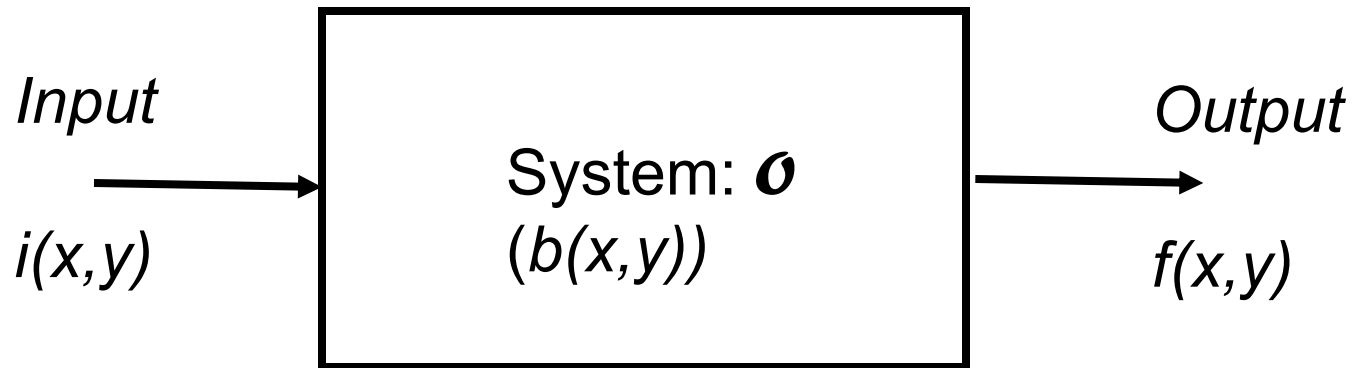 Input
i(x,y)
System: 𝒪
(b(x,y))
Output
f(x,y)